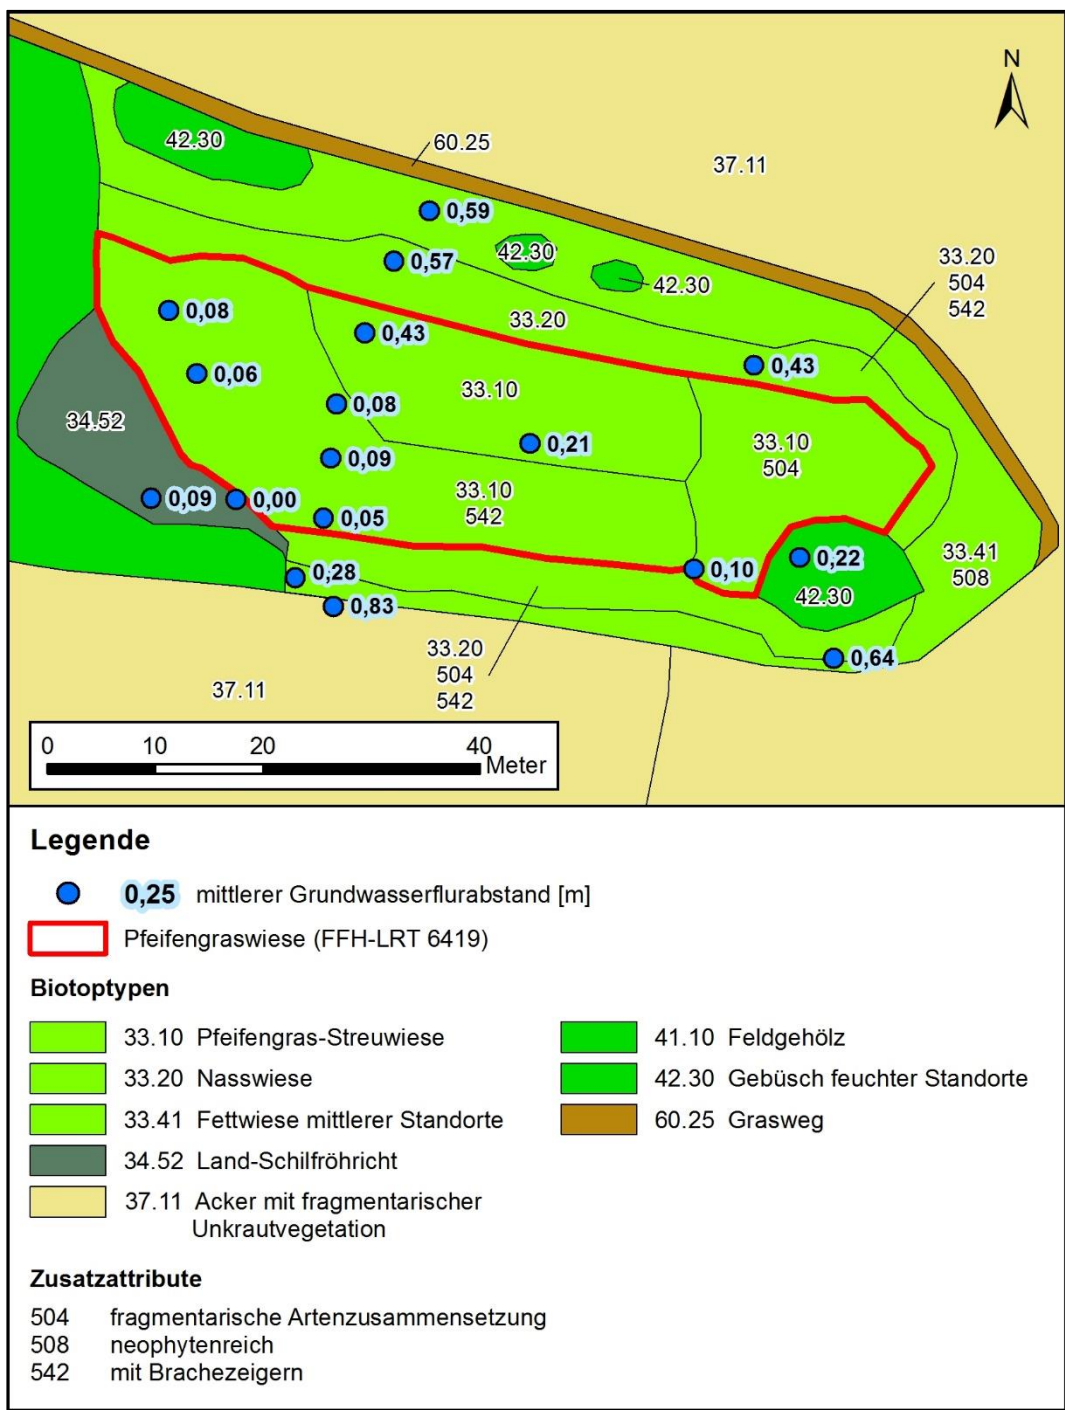 N
42.30
60.25
37.11
0,59
42.30
33.20
504
542
0,57
42.30
0,08
33.20
0,43
0,43
0,06
33.10
0,08
34.52
0,21
33.10
504
0,09
33.10
542
0,09
0,00
0,05
0,28
0,10
0,22
33.41
508
42.30
0,83
33.20
504
542
0,64
37.11
0 10 20 40
Meter
Legende
0,25 mittlerer Grundwasserflurabstand [m]
Pfeifengraswiese (FFH-LRT 6419)
Biotoptypen
33.10 Pfeifengras-Streuwiese
33.20 Nasswiese
33.41 Fettwiese mittlerer Standorte
34.52 Land-Schilfröhricht
37.11 Acker mit fragmentarischer
Unkrautvegetation
41.10 Feldgehölz
42.30 Gebüsch feuchter Standorte
60.25 Grasweg
Zusatzattribute
504 fragmentarische Artenzusammensetzung
508 neophytenreich
542 mit Brachezeigern